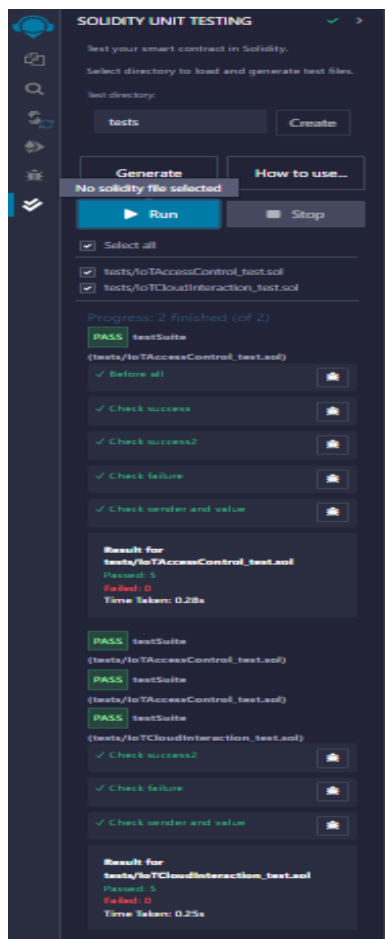 SOLIDITY UNIT TESTING
Test your smart contract in Solidity.
Select directory to load and generate test files.
Test directory:
tests
Create
Generate
How to use...
No solidity file selected
Run
Stop
Select all
tests/IoTAccessControl_test.sol
tests/IoTCloudInteraction_test.sol
Progress: 2 finished (of 2)
PASS testSuite
(tests/IoTAccessControl_test.sol)
✓ Before all
✓ Check success
✓ Check success2
✓ Check failure
✓ Check sender and value
Result for
tests/IoTAccessControl_test.sol
Passed: 5
Failed: 0
Time Taken: 0.28s
PASS testSuite
(tests/IoTAccessControl_test.sol)
PASS testSuite
(tests/IoTAccessControl_test.sol)
PASS testSuite
(tests/IoTCloudInteraction_test.sol)
✓ Check success2
✓ Check failure
✓ Check sender and value
Result for
tests/IoTCloudInteraction_test.sol
Passed: 5
Failed: 0
Time Taken: 0.25s